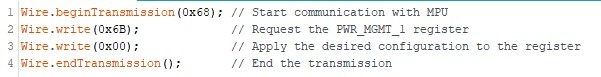 1 Wire.beginTransmission(0x68); // Start communication with MPU
2 Wire.write(0x6B); // Request the PWR_MGMT_1 register
3 Wire.write(0x00); // Apply the desired configuration to the register
4 Wire.endTransmission(); // End the transmission